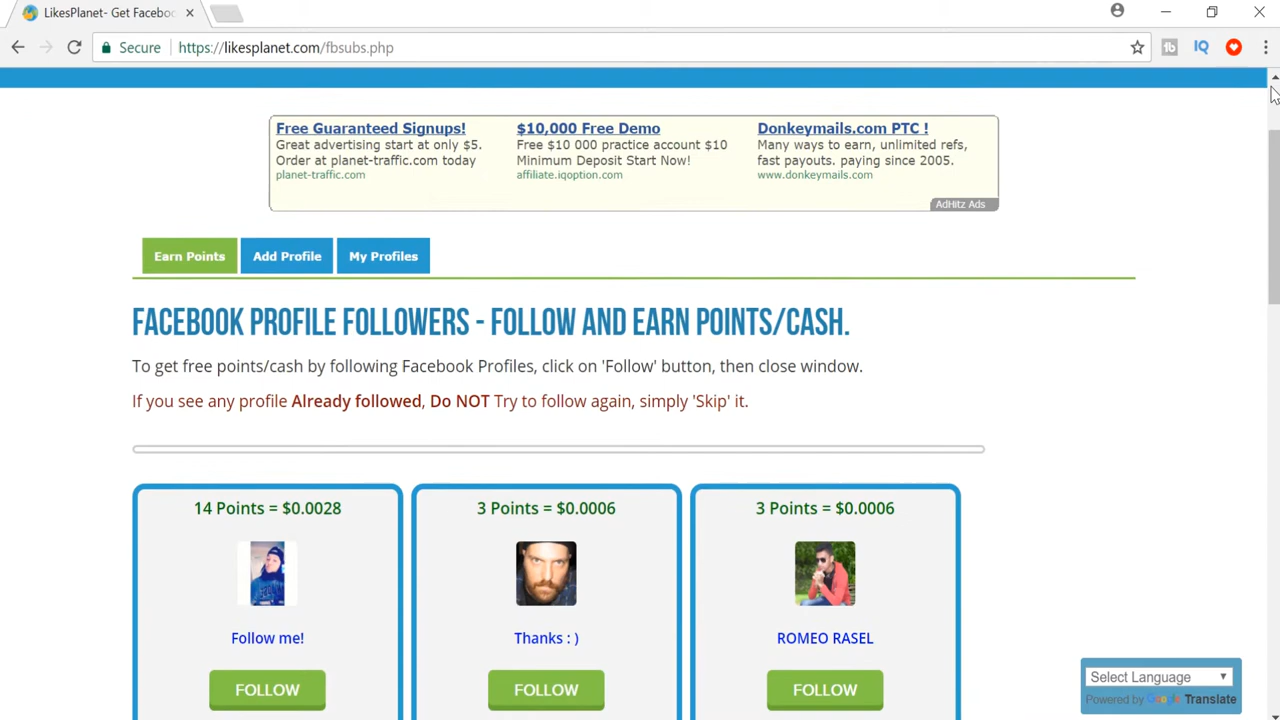 LikesPlanet- Get Faceboo
Secure https://likesplanet.com/fbsubs.php
IQ
Free Guaranteed Signups!
Great advertising start at only $5.
Order at planet-traffic.com today
planet-traffic.com
$10,000 Free Demo
Free $10 000 practice account $10
Minimum Deposit Start Now!
affiliate.iqoption.com
Donkeymails.com PTC !
Many ways to earn, unlimited refs,
fast payouts. paying since 2005.
www.donkeymails.com
AdHitz Ads
Earn Points
Add Profile
My Profiles
FACEBOOK PROFILE FOLLOWERS - FOLLOW AND EARN POINTS/CASH.
To get free points/cash by following Facebook Profiles, click on 'Follow' button, then close window.
If you see any profile Already followed, Do NOT Try to follow again, simply 'Skip' it.
14 Points = $0.0028
Follow me!
FOLLOW
3 Points = $0.0006
Thanks : )
FOLLOW
3 Points = $0.0006
ROMEO RASEL
FOLLOW
Select Language
Powered by Google Translate